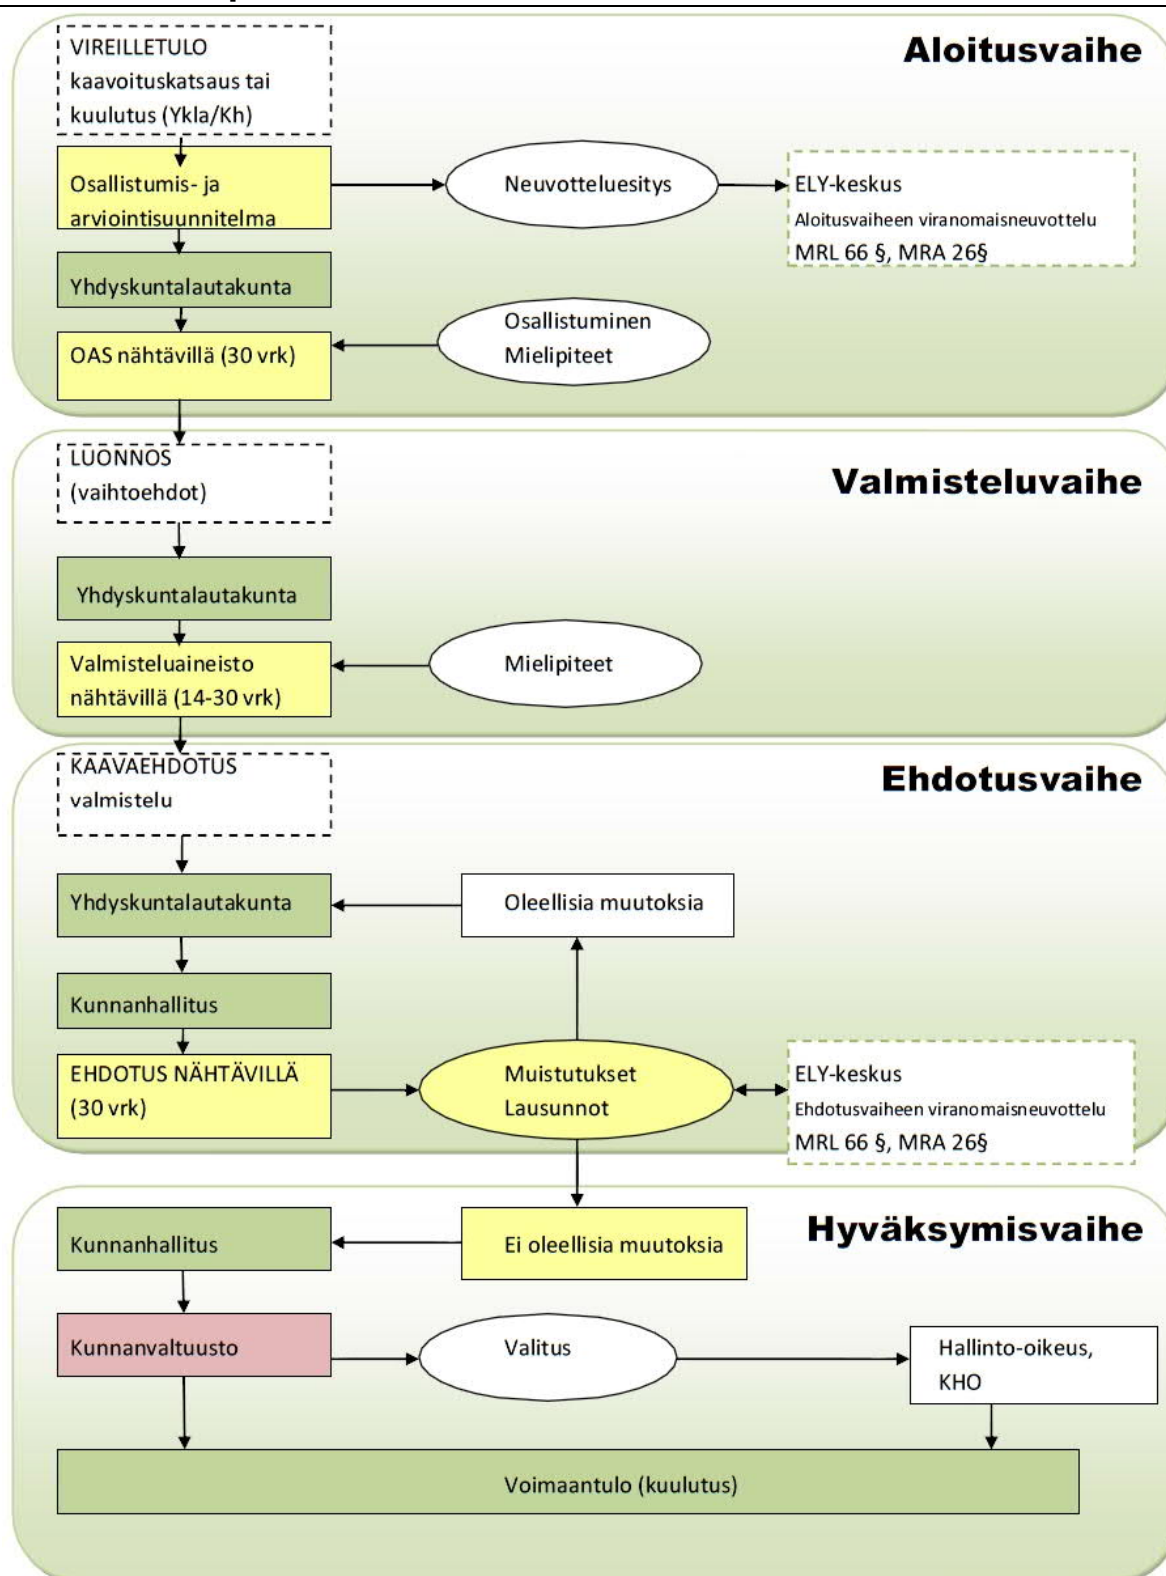 Aloitusvaihe
VIREILLETULO
kaavoituskatsaus tai
kuulutus (Ykla/Kh)
Osallistumis- ja
arviointisuunnitelma
Neuvotteluesitys
ELY-keskus
Aloitusvaiheen viranomaisneuvottelu
MRL 66 §, MRA 26§
Yhdyskuntalautakunta
OAS nähtävillä (30 vrk)
Osallistuminen
Mielipiteet
Valmisteluvaihe
LUONNOS
(vaihtoehdot)
Yhdyskuntalautakunta
Valmisteluaineisto
nähtävillä (14-30 vrk)
Mielipiteet
Ehdotusvaihe
KAAVAEHDOTUS
valmistelu
Yhdyskuntalautakunta
Oleellisia muutoksia
Kunnanhallitus
EHDOTUS NÄHTÄVILLÄ
(30 vrk)
Muistutukset
Lausunnot
ELY-keskus
Ehdotusvaiheen viranomaisneuvottelu
MRL 66 §, MRA 26§
Hyväksymisvaihe
Kunnanhallitus
Ei oleellisia muutoksia
Kunnanvaltuusto
Valitus
Hallinto-oikeus,
KHO
Voimaantulo (kuulutus)